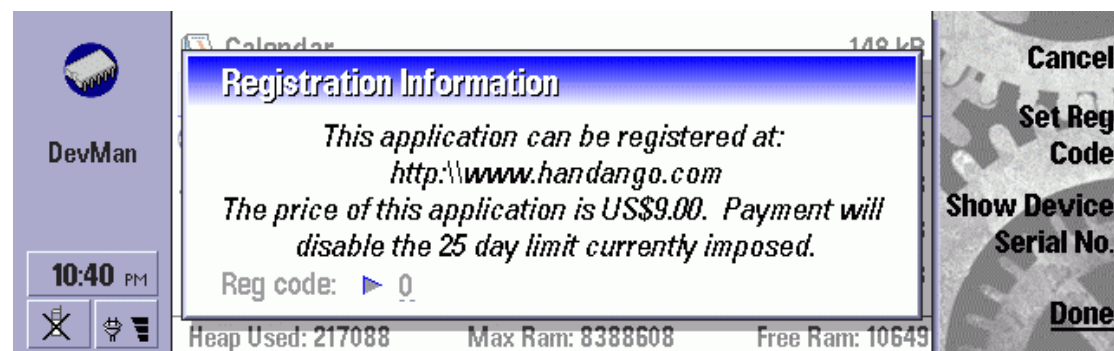 DevMan
10:40 PM
Calendar 148 kB
Registration Information
This application can be registered at:
http:\\www.handango.com
The price of this application is US$9.00. Payment will
disable the 25 day limit currently imposed.
Reg code: 0
Heap Used: 217088 Max Ram: 8388608 Free Ram: 10649
Cancel
Set Reg
Code
Show Device
Serial No.
Done